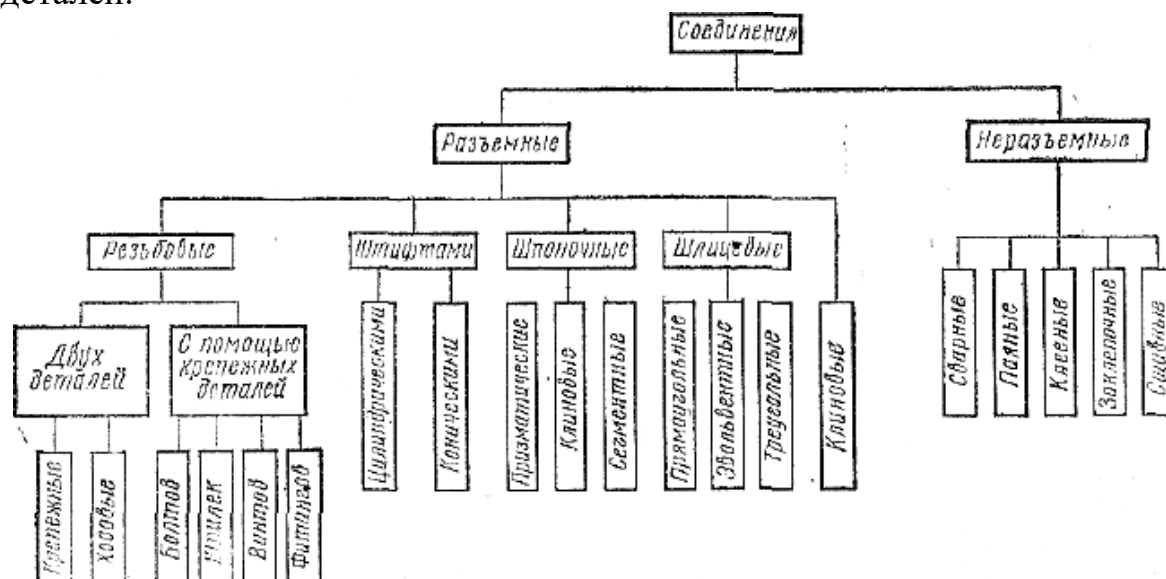 деталей.
Соединения
Разъемные
Неразъемные
Резьбовые
Штифтами
Шпоночные
Шлицевые
Двух
деталей
С помощью
крепежных
деталей
Крепежные
Ходовые
Болтов
Шпилек
Винтов
Фитингов
Цилиндрическими
Коническими
Призматические
Клиновые
Сегментные
Прямоугольные
Эвольвентные
Треугольные
Клиновые
Сварные
Паяные
Клееные
Заклепочные